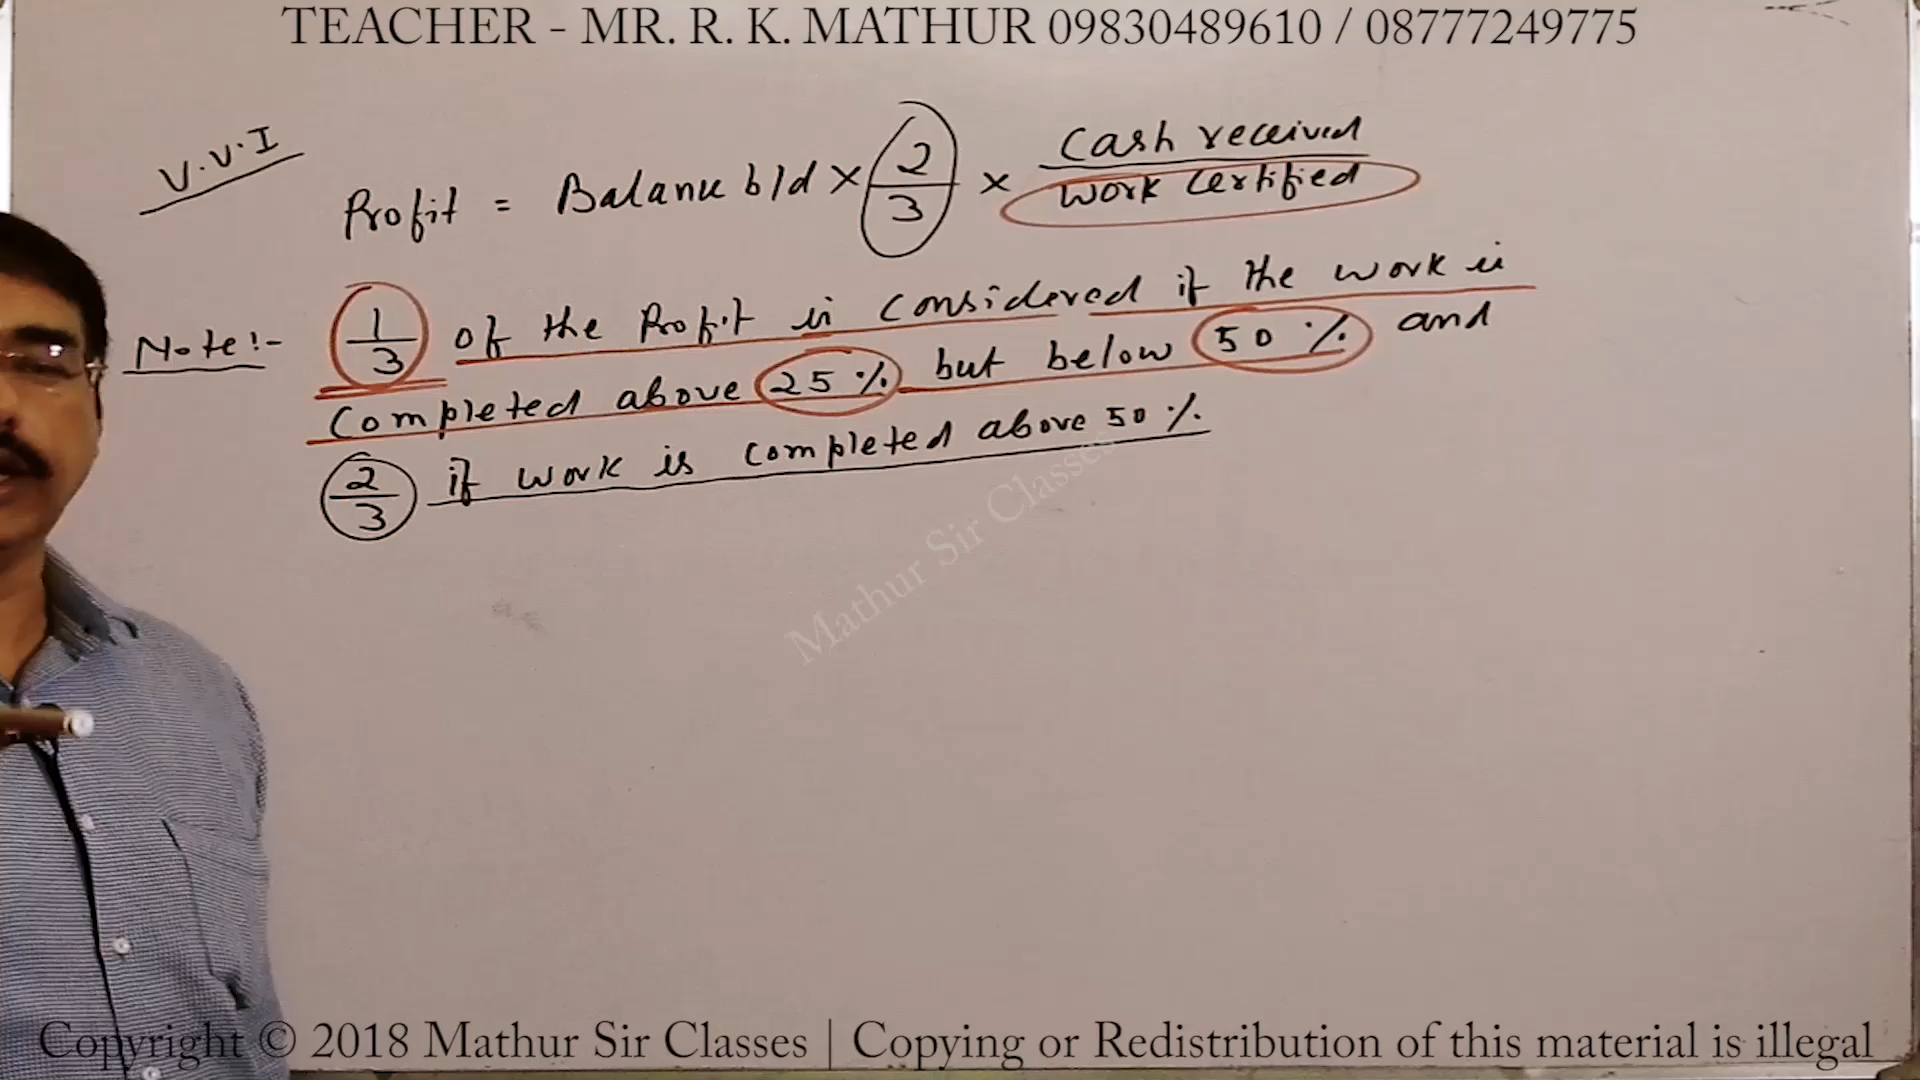 TEACHER - MR. R. K. MATHUR 09830489610 / 08777249775
V.V.I
Profit = Balance b/d × 2/3 × Cash received / Work Certified
Note:- 1/3 of the Profit is considered if the work is
completed above 25% but below 50% and
2/3 if work is completed above 50%
Mathur Sir Classes
Copyright © 2018 Mathur Sir Classes | Copying or Redistribution of this material is illegal